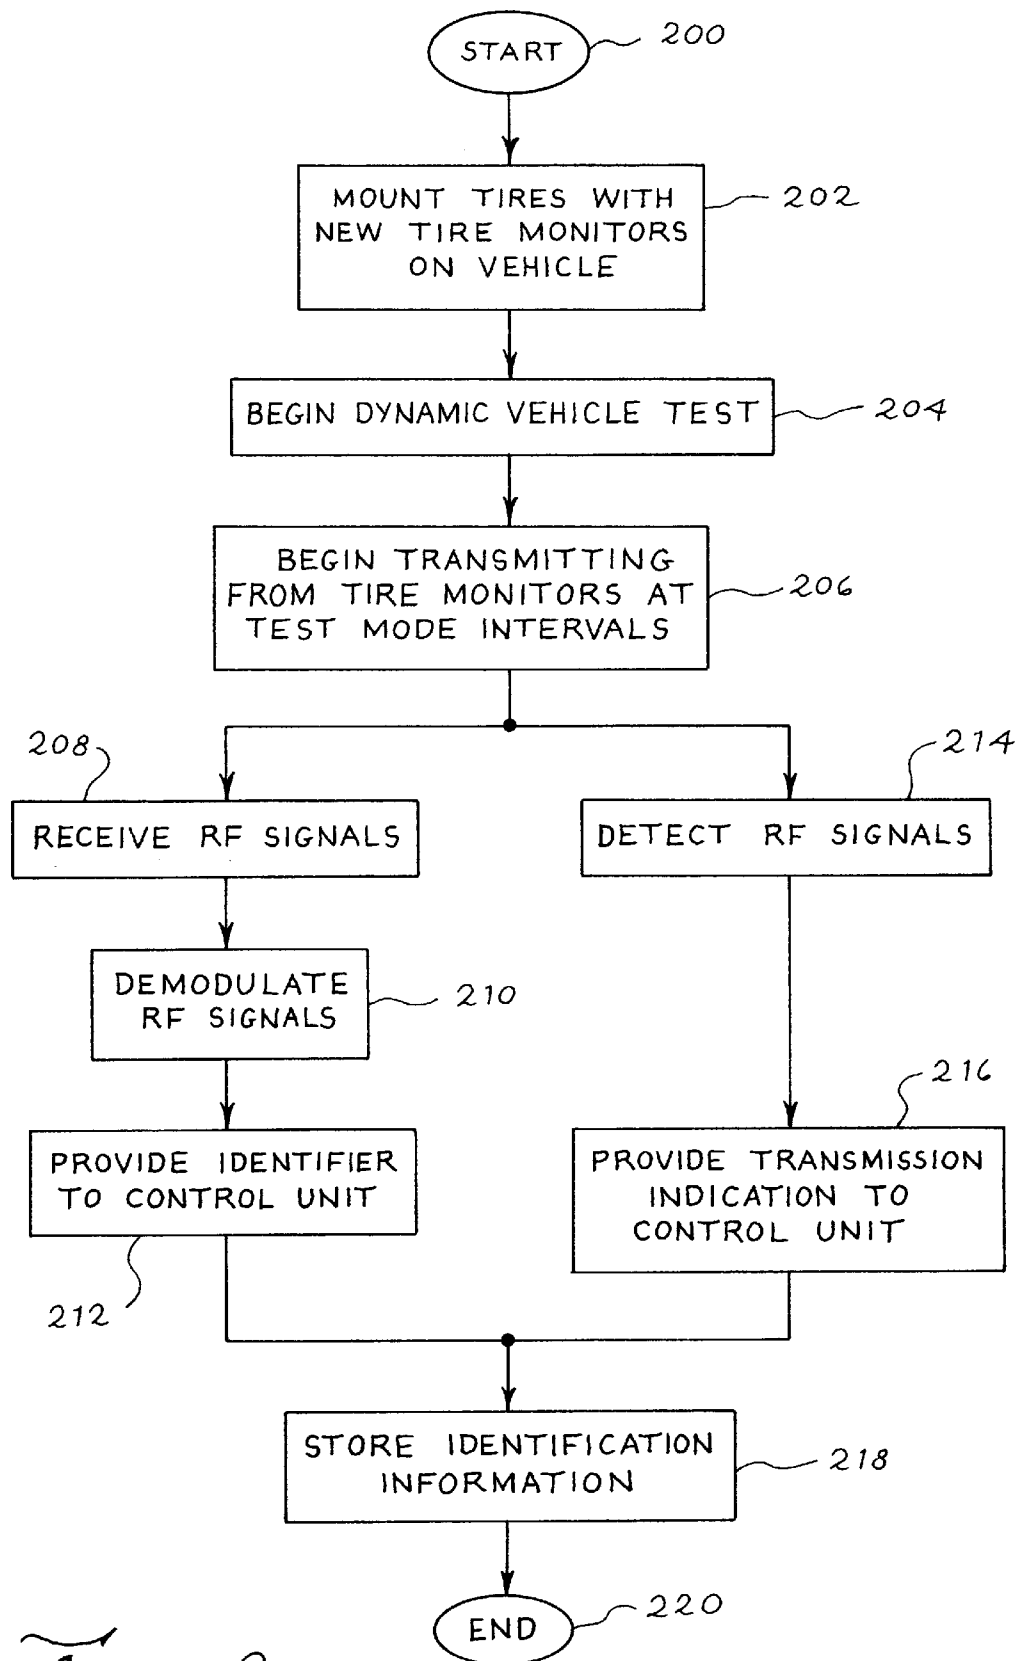 START
200
MOUNT TIRES WITH
NEW TIRE MONITORS
ON VEHICLE
202
BEGIN DYNAMIC VEHICLE TEST
204
BEGIN TRANSMITTING
FROM TIRE MONITORS AT
TEST MODE INTERVALS
206
208
RECEIVE RF SIGNALS
214
DETECT RF SIGNALS
DEMODULATE
RF SIGNALS
210
PROVIDE IDENTIFIER
TO CONTROL UNIT
212
216
PROVIDE TRANSMISSION
INDICATION TO
CONTROL UNIT
STORE IDENTIFICATION
INFORMATION
218
END
220